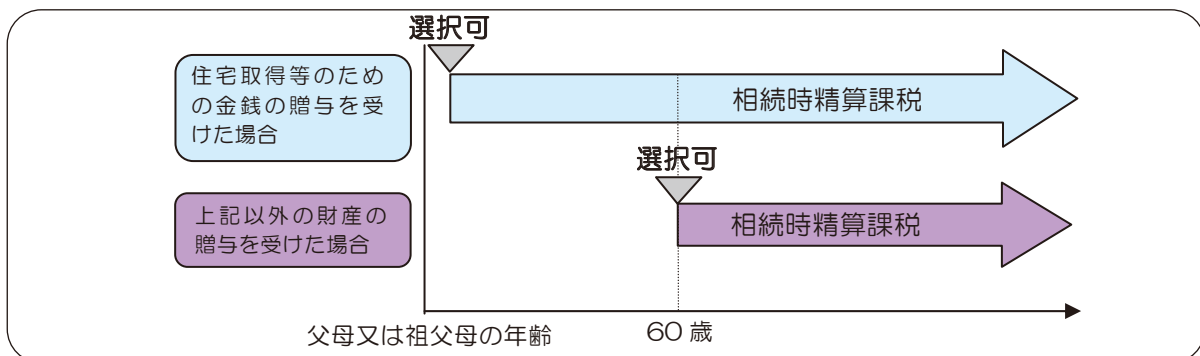 選択可
住宅取得等のため
の金銭の贈与を受
けた場合
相続時精算課税
選択可
上記以外の財産の
贈与を受けた場合
相続時精算課税
父母又は祖父母の年齢
60 歳